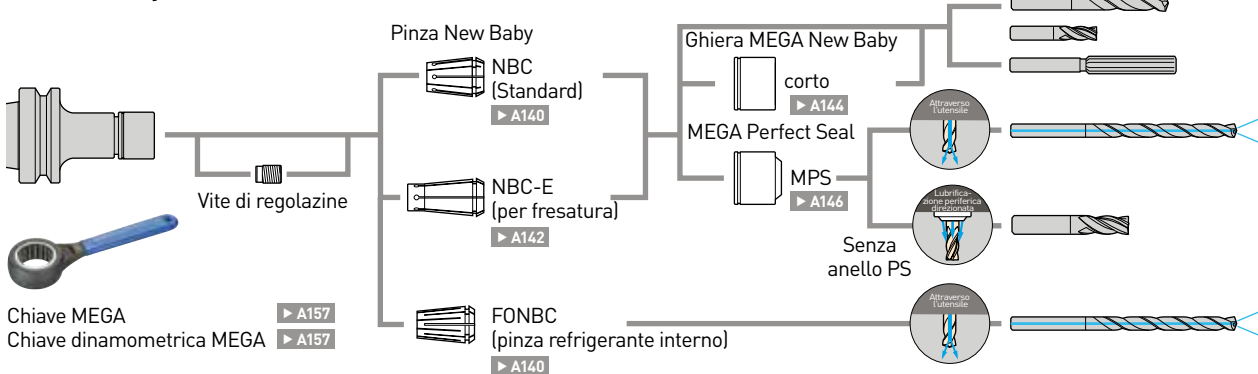 Pinza New Baby
NBC
(Standard)
▶ A140
NBC-E
(per fresatura)
▶ A142
FONBC
(pinza refrigerante interno)
▶ A140
Vite di regolazine
Chiave MEGA ▶ A157
Chiave dinamometrica MEGA ▶ A157
Ghiera MEGA New Baby
corto
▶ A144
MEGA Perfect Seal
MPS
▶ A146
Attraverso
l'utensile
Lubrifica-
zione periferica
direzionata
Senza
anello PS
Attraverso
l'utensile